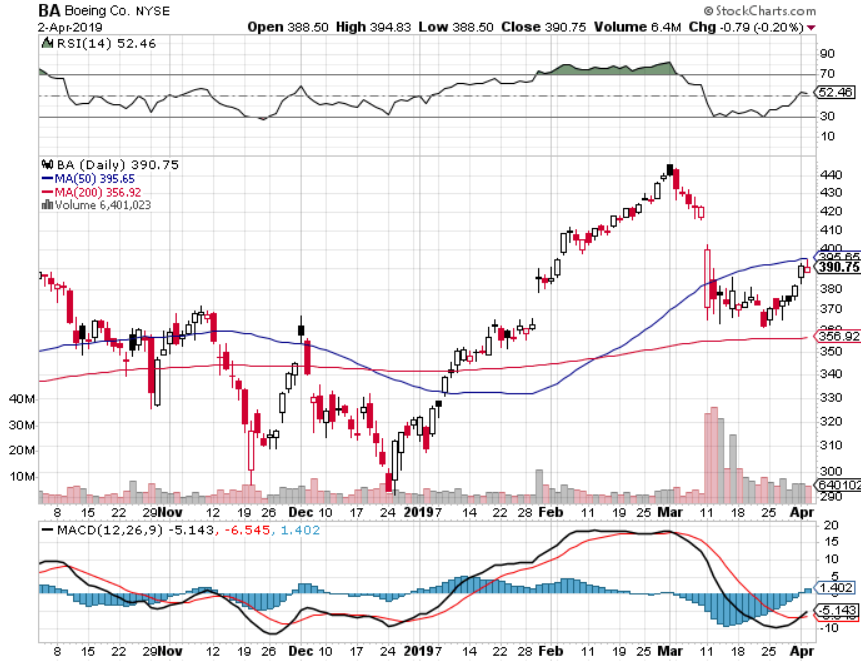 BA Boeing Co. NYSE © StockCharts.com
2-Apr-2019 Open 388.50 High 394.83 Low 388.50 Close 390.75 Volume 6.4M Chg -0.79 (-0.20%)
RSI(14) 52.46
90
70
52.46
30
10
BA (Daily) 390.75
MA(50) 395.65
MA(200) 356.92
Volume 6,401,023
440
430
420
410
400
395.65
390.75
380
370
360
356.92
350
340
330
320
310
300
6401023
290
40M
30M
20M
10M
8 15 22 29 Nov 12 19 26 Dec 10 17 24 2019 7 14 22 28 Feb 11 19 25 Mar 11 18 25 Apr
MACD(12,26,9) -5.143, -6.545, 1.402
20
15
10
5
1.402
-5.143
-10
8 15 22 29 Nov 12 19 26 Dec 10 17 24 2019 7 14 22 28 Feb 11 19 25 Mar 11 18 25 Apr